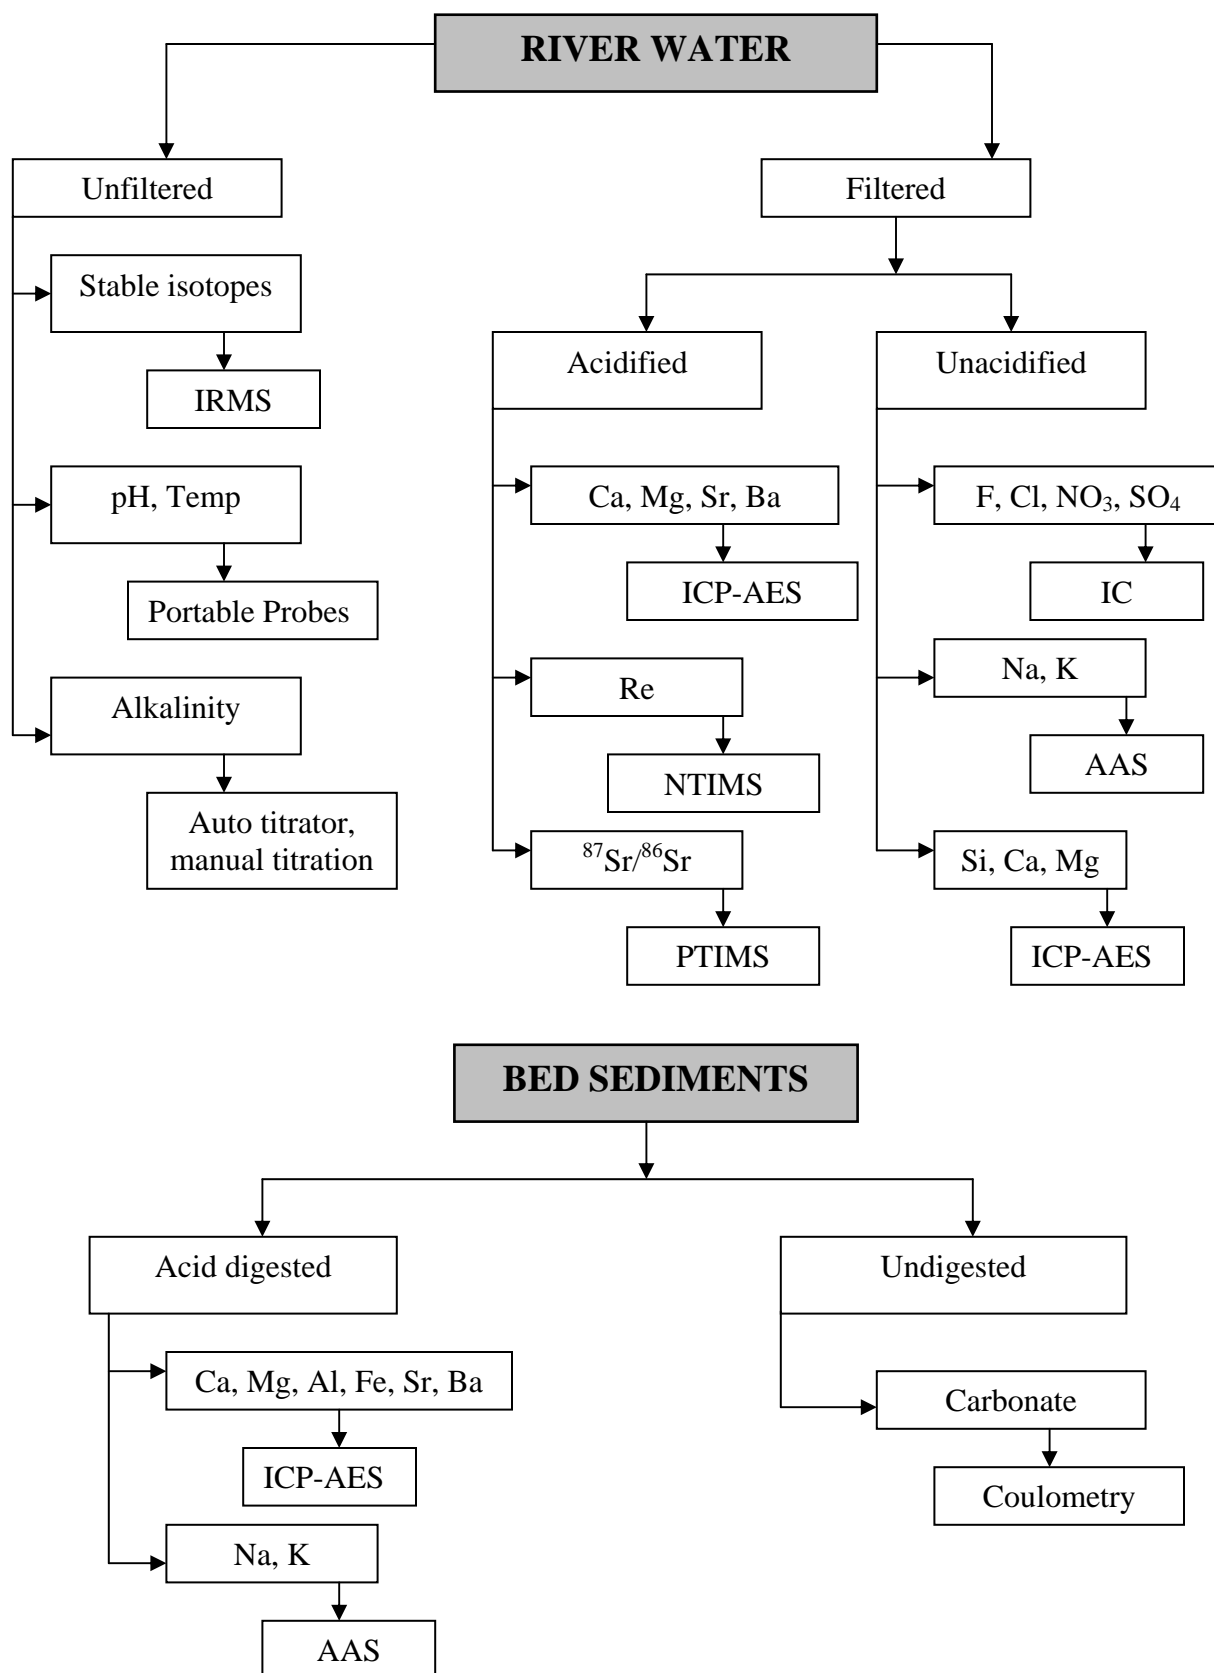 RIVER WATER
Unfiltered
Filtered
Stable isotopes
IRMS
pH, Temp
Portable Probes
Alkalinity
Auto titrator,
manual titration
Acidified
Ca, Mg, Sr, Ba
ICP-AES
Re
NTIMS
⁸⁷Sr/⁸⁶Sr
PTIMS
Unacidified
F, Cl, NO₃, SO₄
IC
Na, K
AAS
Si, Ca, Mg
ICP-AES
BED SEDIMENTS
Acid digested
Ca, Mg, Al, Fe, Sr, Ba
ICP-AES
Na, K
AAS
Undigested
Carbonate
Coulometry